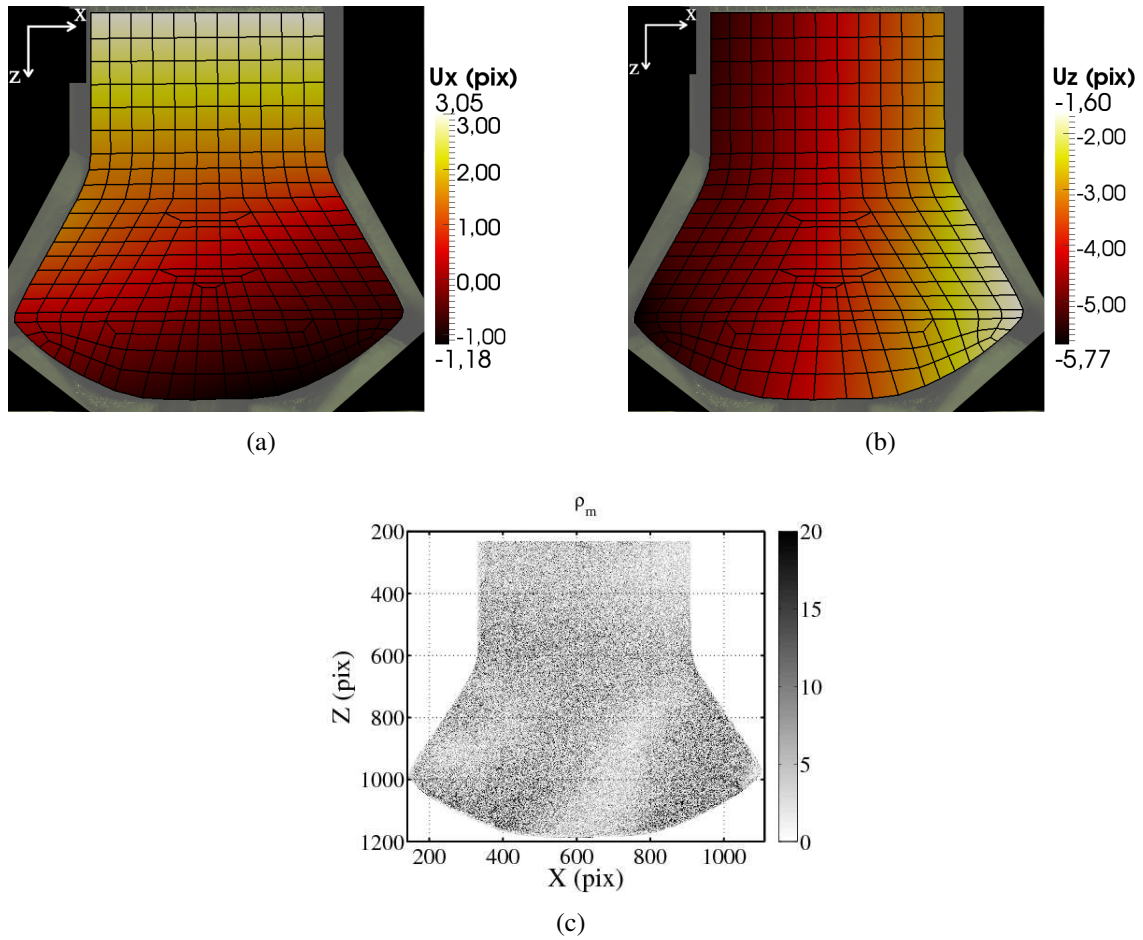 x
z
Ux (pix)
3,05
3,00
2,00
1,00
0,00
-1,00
-1,18
(a)
x
z
Uz (pix)
-1,60
-2,00
-3,00
-4,00
-5,00
-5,77
(b)
ρm
200
400
600
800
1000
1200
Z (pix)
200 400 600 800 1000
X (pix)
20
15
10
5
0
(c)